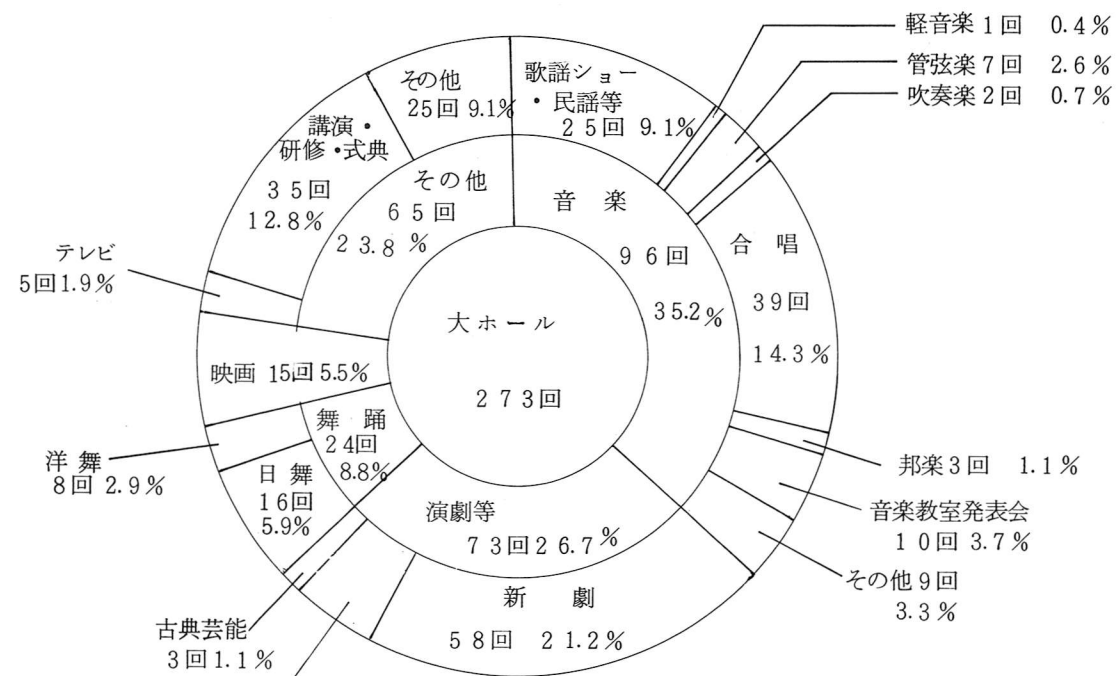 大ホール
273回
音楽
96回
35.2%
歌謡ショー
・民謡等
25回 9.1%
軽音楽1回 0.4%
管弦楽7回 2.6%
吹奏楽2回 0.7%
合唱
39回
14.3%
邦楽3回 1.1%
音楽教室発表会
10回 3.7%
その他9回
3.3%
演劇等
73回26.7%
新劇
58回 21.2%
古典芸能
3回1.1%
舞踊
24回
8.8%
日舞
16回
5.9%
洋舞
8回 2.9%
映画 15回5.5%
その他
65回
23.8%
テレビ
5回1.9%
講演・
研修・式典
35回
12.8%
その他
25回 9.1%